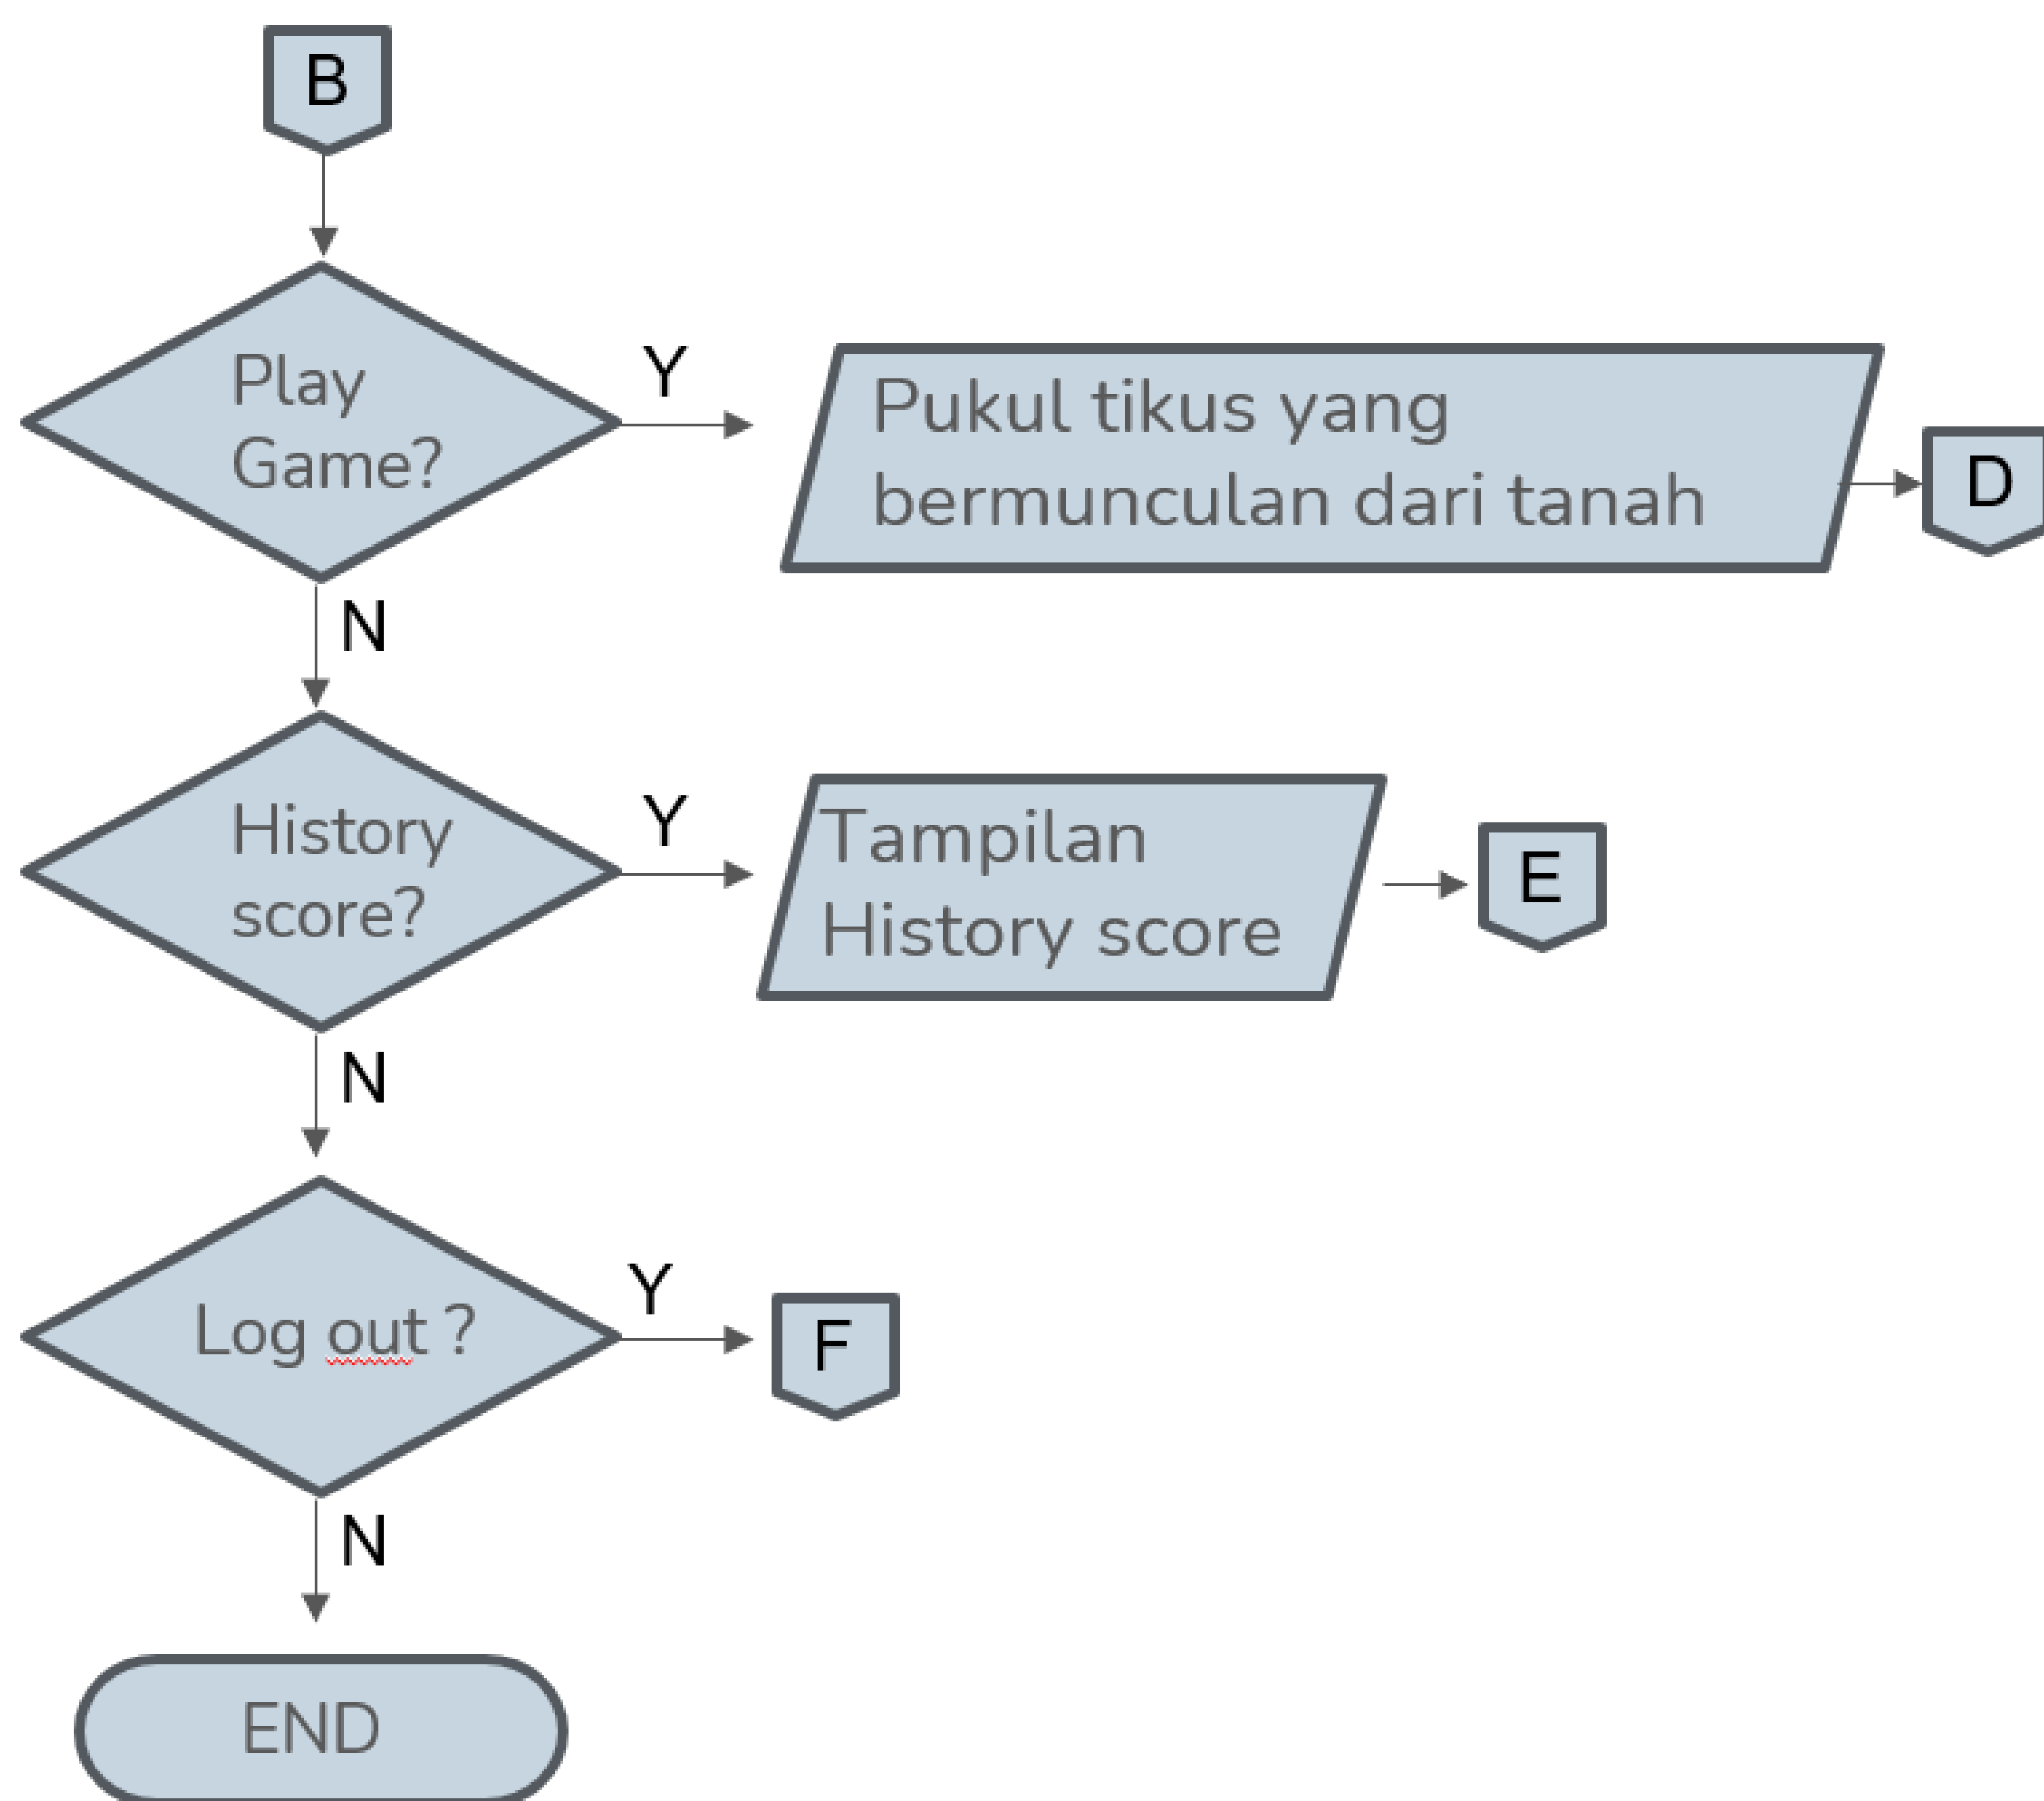 B
Play
Game?
Y
Pukul tikus yang
bermunculan dari tanah
D
N
History
score?
Y
Tampilan
History score
E
N
Log out ?
Y
F
N
END